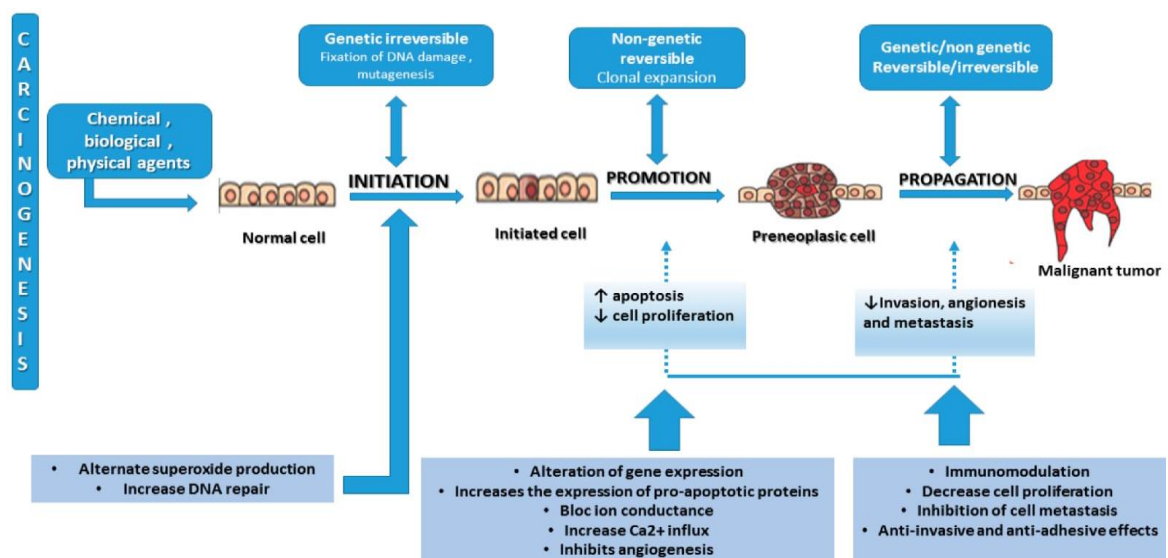 CARCINOGENESIS
Genetic irreversible
Fixation of DNA damage ,
mutagenesis
Non-genetic
reversible
Clonal expansion
Genetic/non genetic
Reversible/irreversible
Chemical ,
biological ,
physical agents
INITIATION
PROMOTION
PROPAGATION
Normal cell
Initiated cell
Preneoplasic cell
Malignant tumor
↑ apoptosis
↓ cell proliferation
↓Invasion, angionesis
and metastasis
• Alternate superoxide production
• Increase DNA repair
• Alteration of gene expression
• Increases the expression of pro-apoptotic proteins
• Bloc ion conductance
• Increase Ca2+ influx
• Inhibits angiogenesis
• Immunomodulation
• Decrease cell proliferation
• Inhibition of cell metastasis
• Anti-invasive and anti-adhesive effects